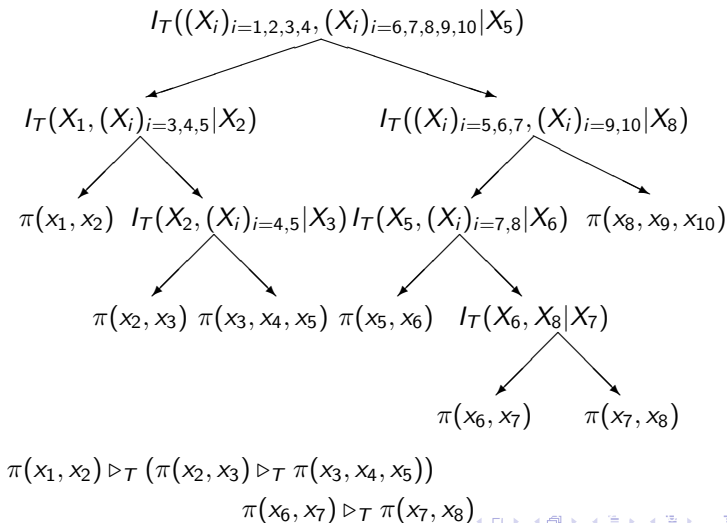 I_T((X_i)_{i=1,2,3,4}, (X_i)_{i=6,7,8,9,10}|X_5)
I_T(X_1, (X_i)_{i=3,4,5}|X_2) I_T((X_i)_{i=5,6,7}, (X_i)_{i=9,10}|X_8)
π(x_1, x_2) I_T(X_2, (X_i)_{i=4,5}|X_3) I_T(X_5, (X_i)_{i=7,8}|X_6) π(x_8, x_9, x_10)
π(x_2, x_3) π(x_3, x_4, x_5) π(x_5, x_6) I_T(X_6, X_8|X_7)
π(x_6, x_7) π(x_7, x_8)
π(x_1, x_2) ▷_T (π(x_2, x_3) ▷_T π(x_3, x_4, x_5))
π(x_6, x_7) ▷_T π(x_7, x_8)